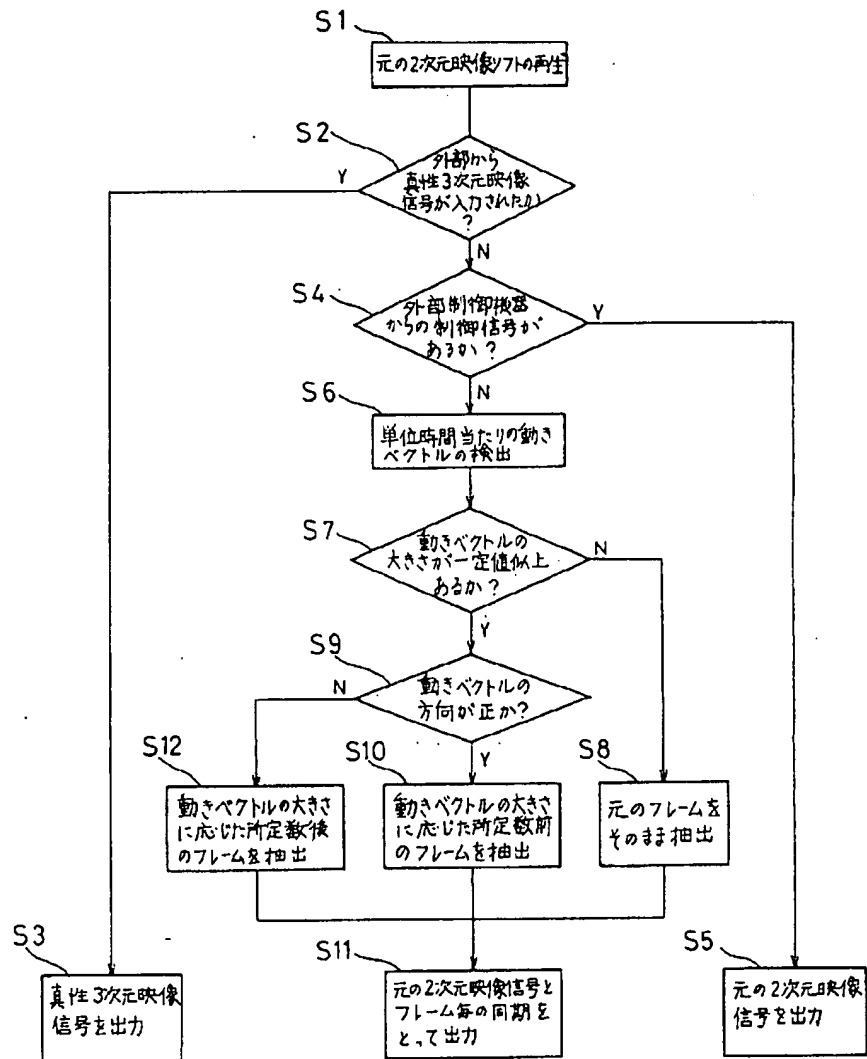 S1
元の2次元映像ソフトの再生
S2
外部から
真性3次元映像
信号が入力されたか
?
Y
N
S4
外部制御機器
からの制御信号が
あるか?
Y
N
S6
単位時間当たりの動き
ベクトルの検出
S7
動きベクトルの
大きさが一定値似上
あるか?
N
Y
S9
動きベクトルの
方向が正か?
N
Y
S12
動きベクトルの大きさ
に応じた所定数後
のフレームを抽出
S10
動きベクトルの大きさ
に応じた所定数前
のフレームを抽出
S8
元のフレームを
そのまま抽出
S3
真性3次元映像
信号を出力
S11
元の2次元映像信号と
フレーム毎の同期を
とって出力
S5
元の2次元映像
信号を出力